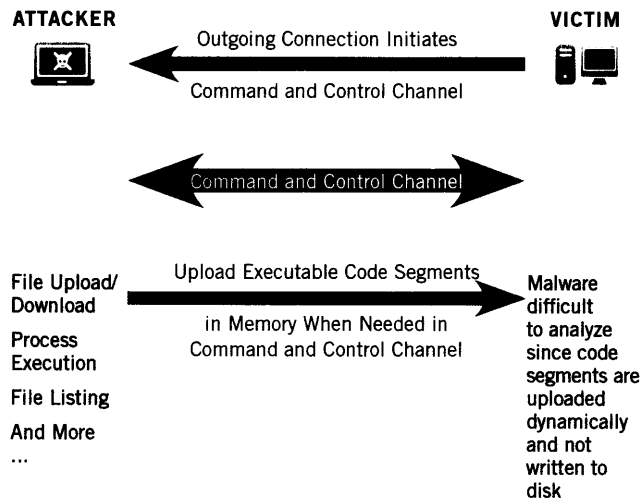 ATTACKER
VICTIM
Outgoing Connection Initiates
Command and Control Channel
Command and Control Channel
File Upload/
Download
Process
Execution
File Listing
And More
...
Upload Executable Code Segments
in Memory When Needed in
Command and Control Channel
Malware
difficult
to analyze
since code
segments are
uploaded
dynamically
and not
written to
disk